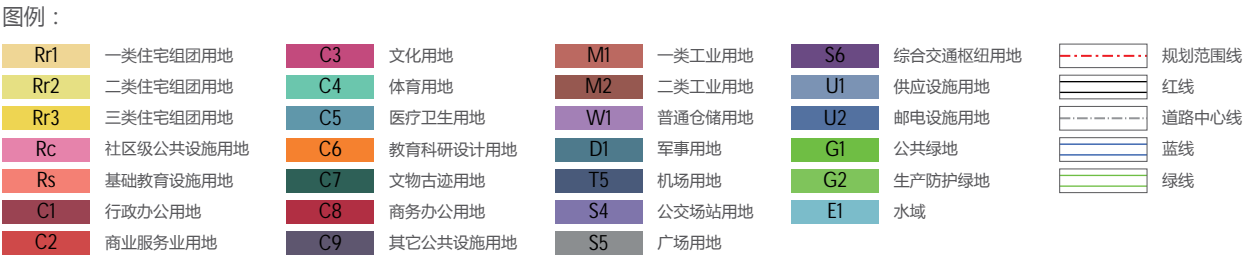 图例：
Rr1 一类住宅组团用地
Rr2 二类住宅组团用地
Rr3 三类住宅组团用地
Rc 社区级公共设施用地
Rs 基础教育设施用地
C1 行政办公用地
C2 商业服务业用地
C3 文化用地
C4 体育用地
C5 医疗卫生用地
C6 教育科研设计用地
C7 文物古迹用地
C8 商务办公用地
C9 其它公共设施用地
M1 一类工业用地
M2 二类工业用地
W1 普通仓储用地
D1 军事用地
T5 机场用地
S4 公交场站用地
S5 广场用地
S6 综合交通枢纽用地
U1 供应设施用地
U2 邮电设施用地
G1 公共绿地
G2 生产防护绿地
E1 水域
规划范围线
红线
道路中心线
蓝线
绿线